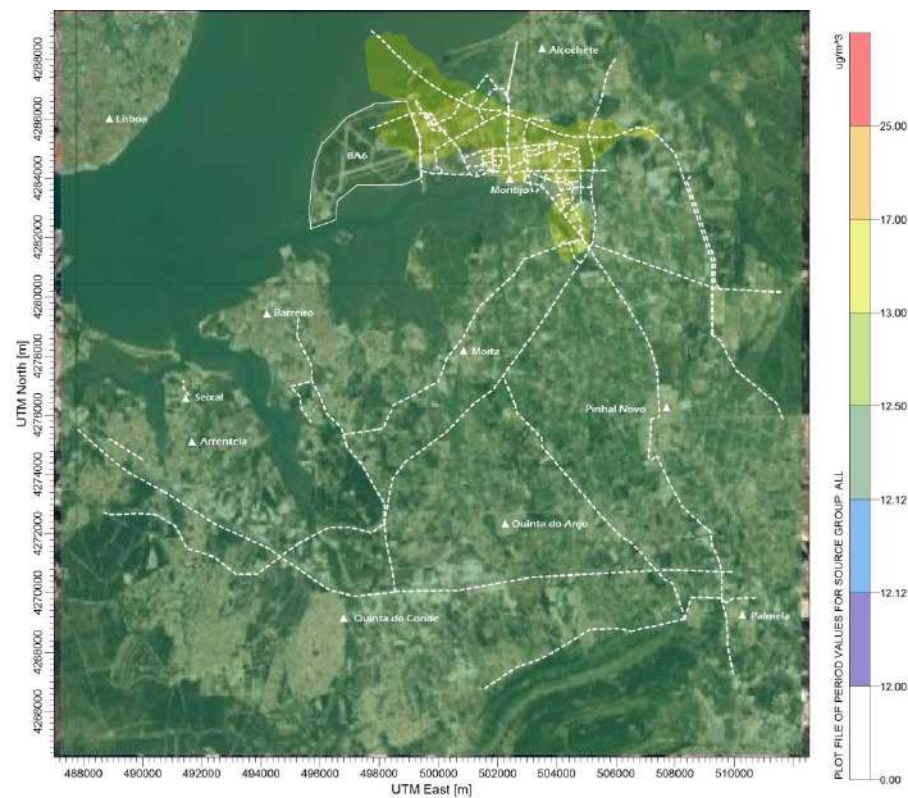 ug/m^3
25.00
17.00
13.00
12.50
12.12
12.12
12.00
0.00
PLOT FILE OF PERIOD VALUES FOR SOURCE GROUP: ALL
Alcochete
Lisboa
BA6
Montijo
Barreiro
Moita
Seixal
Pinhal Novo
Arrentela
Quinta do Anjo
Quinta do Conde
Palmela
UTM North [m]
4288000
4286000
4284000
4282000
4280000
4278000
4276000
4274000
4272000
4270000
4268000
4266000
488000 490000 492000 494000 496000 498000 500000 502000 504000 506000 508000 510000
UTM East [m]